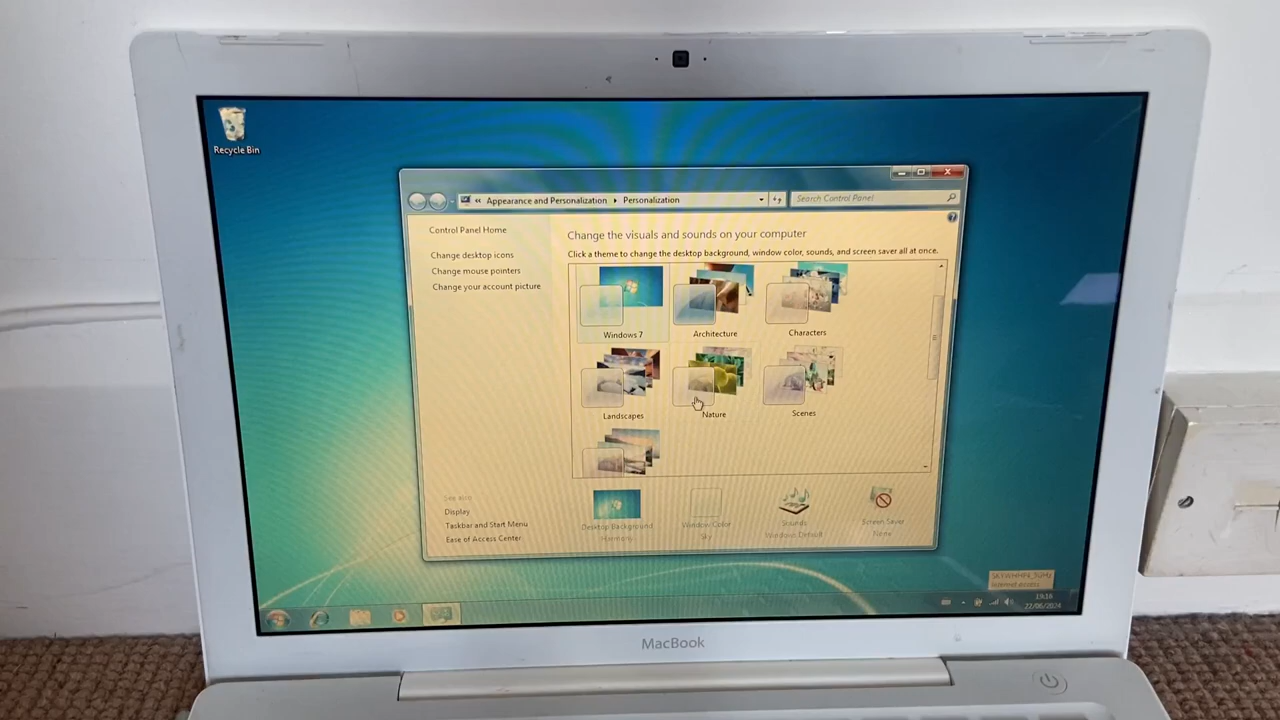 Recycle Bin
« Appearance and Personalization ▸ Personalization
Search Control Panel
Control Panel Home
Change desktop icons
Change mouse pointers
Change your account picture
Change the visuals and sounds on your computer
Click a theme to change the desktop background, window color, sounds, and screen saver all at once.
Windows 7
Architecture
Characters
Landscapes
Nature
Scenes
See also
Display
Taskbar and Start Menu
Ease of Access Center
Desktop Background
Harmony
Window Color
Sky
Sounds
Windows Default
Screen Saver
None
Internet access
19:16
22/06/2024
MacBook